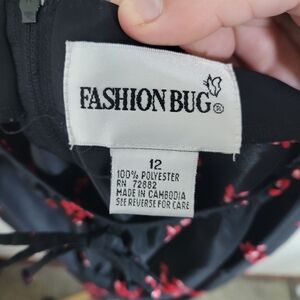 FASHION BUG®
12
100% POLYESTER
RN 72882
MADE IN CAMBODIA
SEE REVERSE FOR CARE